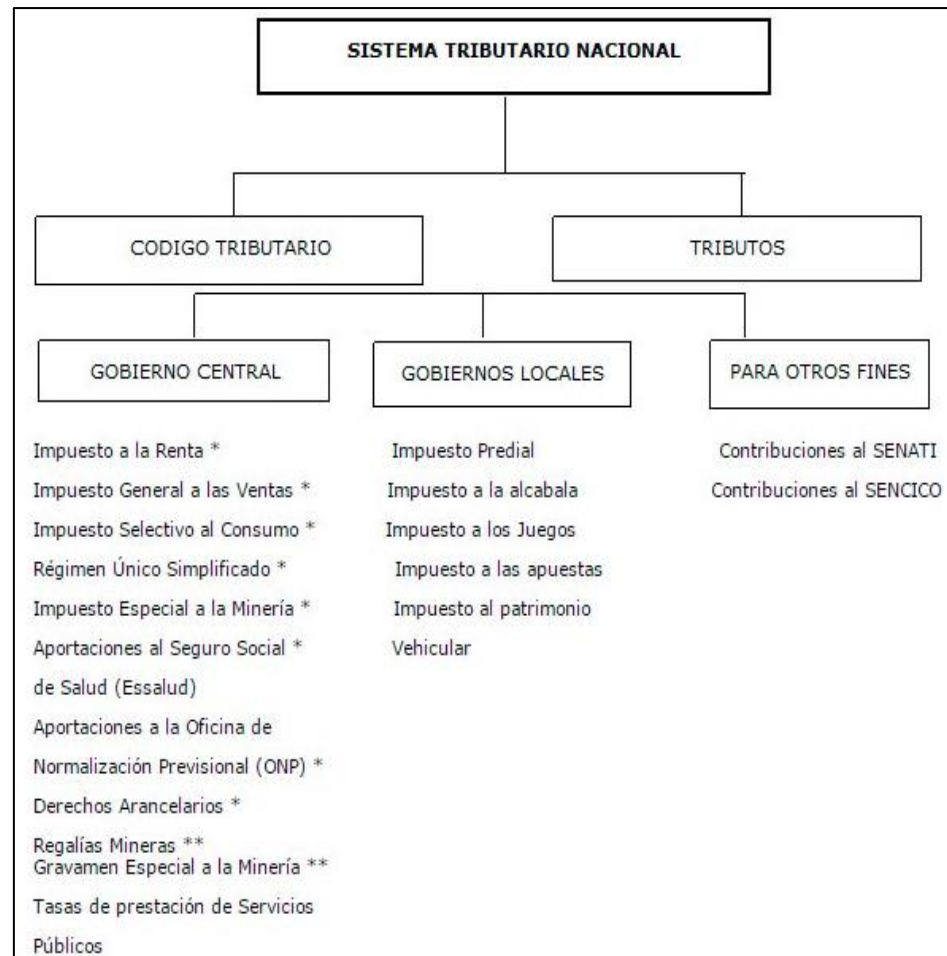 SISTEMA TRIBUTARIO NACIONAL
CODIGO TRIBUTARIO
TRIBUTOS
GOBIERNO CENTRAL
GOBIERNOS LOCALES
PARA OTROS FINES
Impuesto a la Renta *
Impuesto General a las Ventas *
Impuesto Selectivo al Consumo *
Régimen Único Simplificado *
Impuesto Especial a la Minería *
Aportaciones al Seguro Social *
de Salud (Essalud)
Aportaciones a la Oficina de
Normalización Previsional (ONP) *
Derechos Arancelarios *
Regalías Mineras **
Gravamen Especial a la Minería **
Tasas de prestación de Servicios
Públicos
Impuesto Predial
Impuesto a la alcabala
Impuesto a los Juegos
Impuesto a las apuestas
Impuesto al patrimonio
Vehicular
Contribuciones al SENATI
Contribuciones al SENCICO